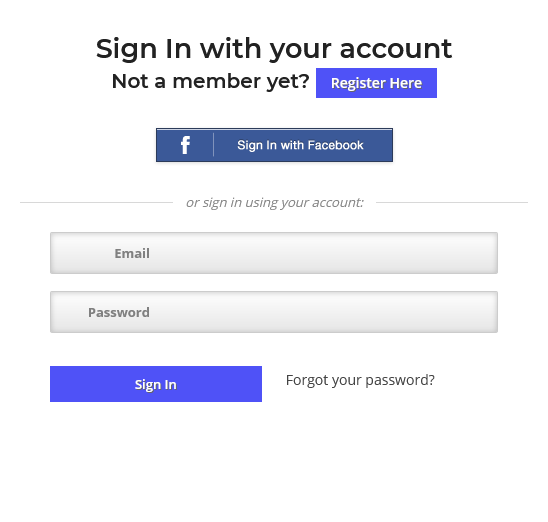 Sign In with your account
Not a member yet? Register Here
f Sign In with Facebook
or sign in using your account:
Email
Password
Sign In Forgot your password?